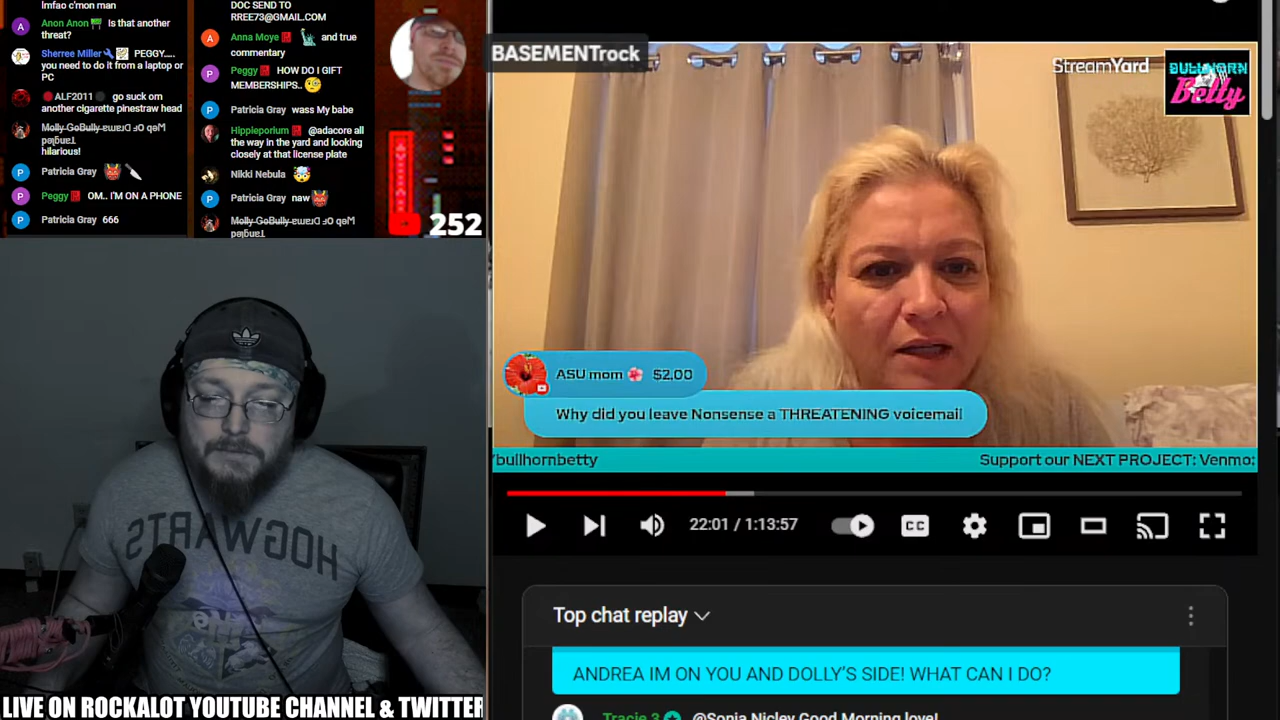 lmfao c'mon man
Anon Anon Is that another
threat?
Sherree Miller PEGGY.....
you need to do it from a laptop or
PC
ALF2011 go suck om
another cigarette pinestraw head
hilarious!
Patricia Gray
Peggy OM.. I'M ON A PHONE
Patricia Gray 666
DOC SEND TO
RREE73@GMAIL.COM
Anna Moye and true
commentary
Peggy HOW DO I GIFT
MEMBERSHIPS..
Patricia Gray wass My babe
Hippieporium @adacore all
the way in the yard and looking
closely at that license plate
Nikki Nebula
Patricia Gray naw
252
BASEMENTrock
StreamYard
BULLHORN
Betty
ASU mom $2.00
Why did you leave Nonsense a THREATENING voicemail
/bullhornbetty
Support our NEXT PROJECT: Venmo:
22:01 / 1:13:57
CC
Top chat replay
ANDREA IM ON YOU AND DOLLY'S SIDE! WHAT CAN I DO?
Tracie 3 @Sonja Nicley Good Morning love!
HOGWARTS
LIVE ON ROCKALOT YOUTUBE CHANNEL & TWITTER